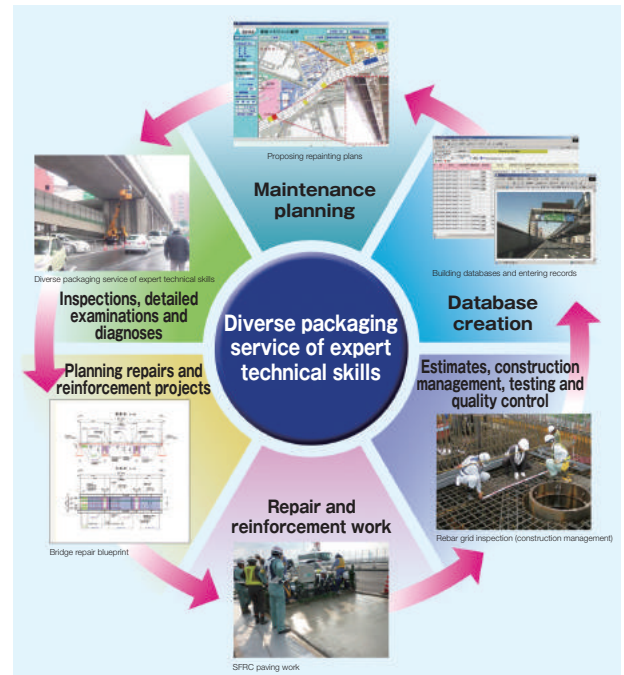 Proposing repainting plans
Maintenance
planning
Diverse packaging service of expert technical skills
Inspections, detailed
examinations and
diagnoses
Building databases and entering records
Database
creation
Diverse packaging
service of expert
technical skills
Planning repairs and
reinforcement projects
Bridge repair blueprint
Estimates, construction
management, testing and
quality control
Rebar grid inspection (construction management)
Repair and
reinforcement work
SFRC paving work